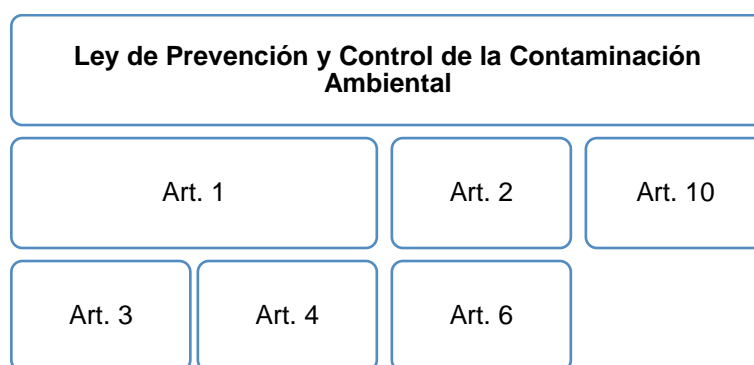 Ley de Prevención y Control de la Contaminación
Ambiental
Art. 1
Art. 2
Art. 10
Art. 3
Art. 4
Art. 6